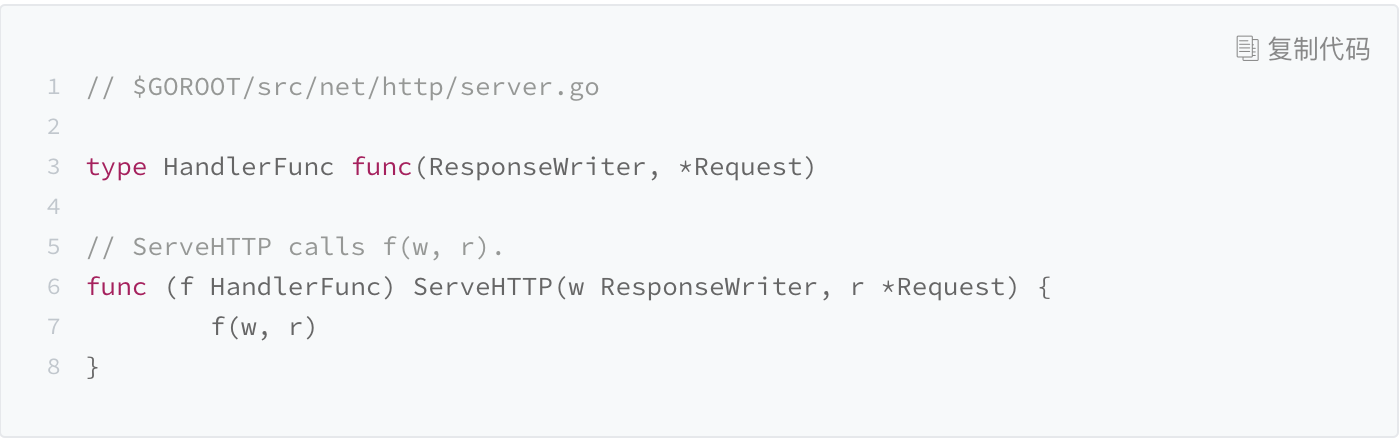 复制代码
1 // $GOROOT/src/net/http/server.go
2
3 type HandlerFunc func(ResponseWriter, *Request)
4
5 // ServeHTTP calls f(w, r).
6 func (f HandlerFunc) ServeHTTP(w ResponseWriter, r *Request) {
7         f(w, r)
8 }